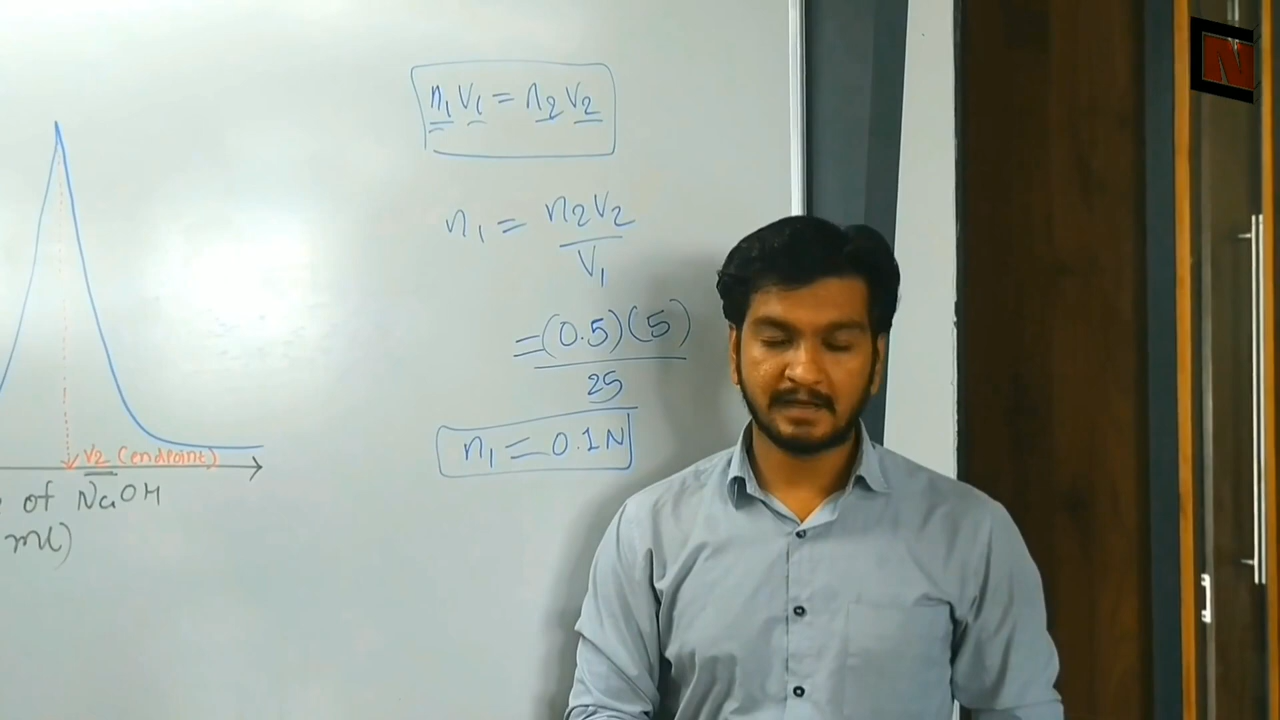 n₁V₁ = n₂V₂
n₁ = n₂V₂
V₁
= (0.5)(5)
25
n₁ = 0.1N
V2 (endpoint)
of NaOH
ml)
N